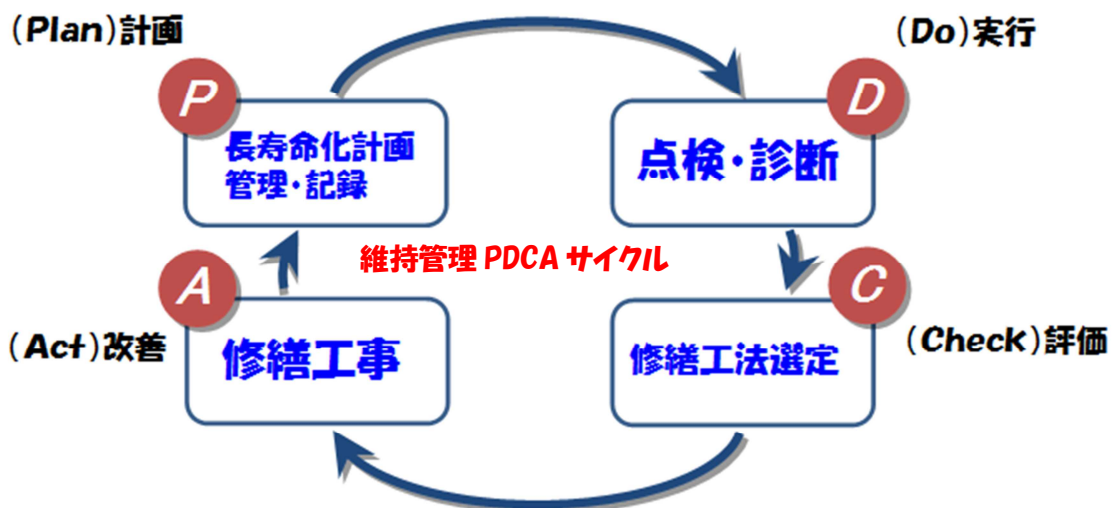 (Plan)計画
(Do)実行
P
長寿命化計画
管理・記録
D
点検・診断
維持管理 PDCA サイクル
A
修繕工事
(Act)改善
C
修繕工法選定
(Check)評価